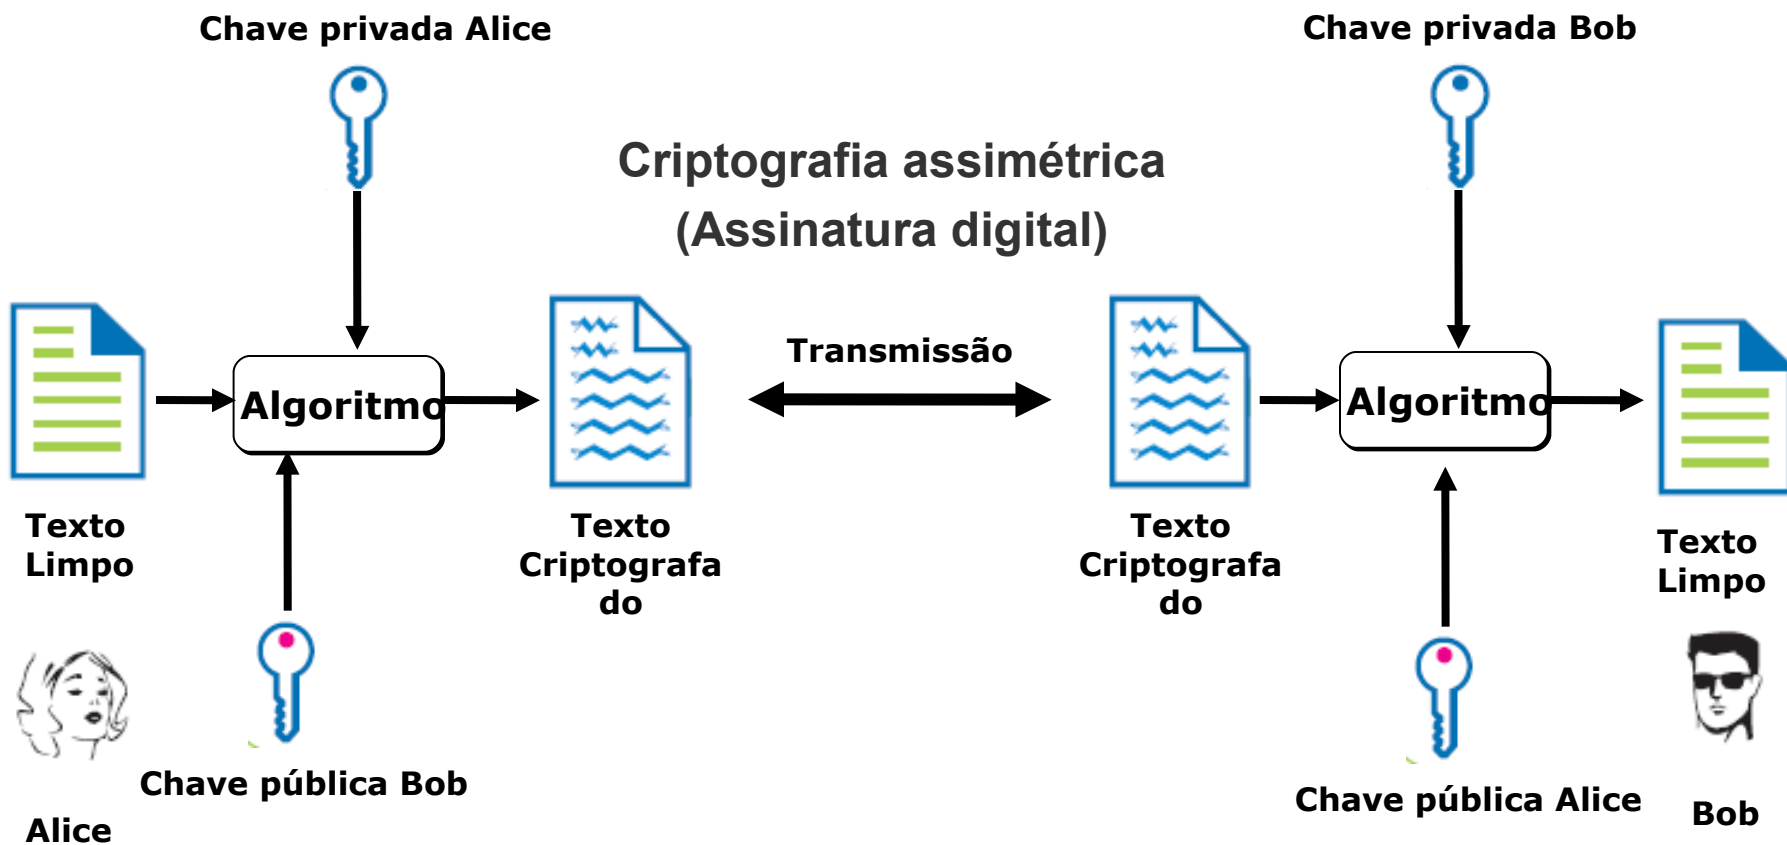 Chave privada Alice
Chave privada Bob
Criptografia assimétrica
(Assinatura digital)
Transmissão
Algoritmo
Algoritmo
Texto
Limpo
Texto
Criptografa
do
Texto
Criptografa
do
Texto
Limpo
Chave pública Bob
Chave pública Alice
Alice
Bob